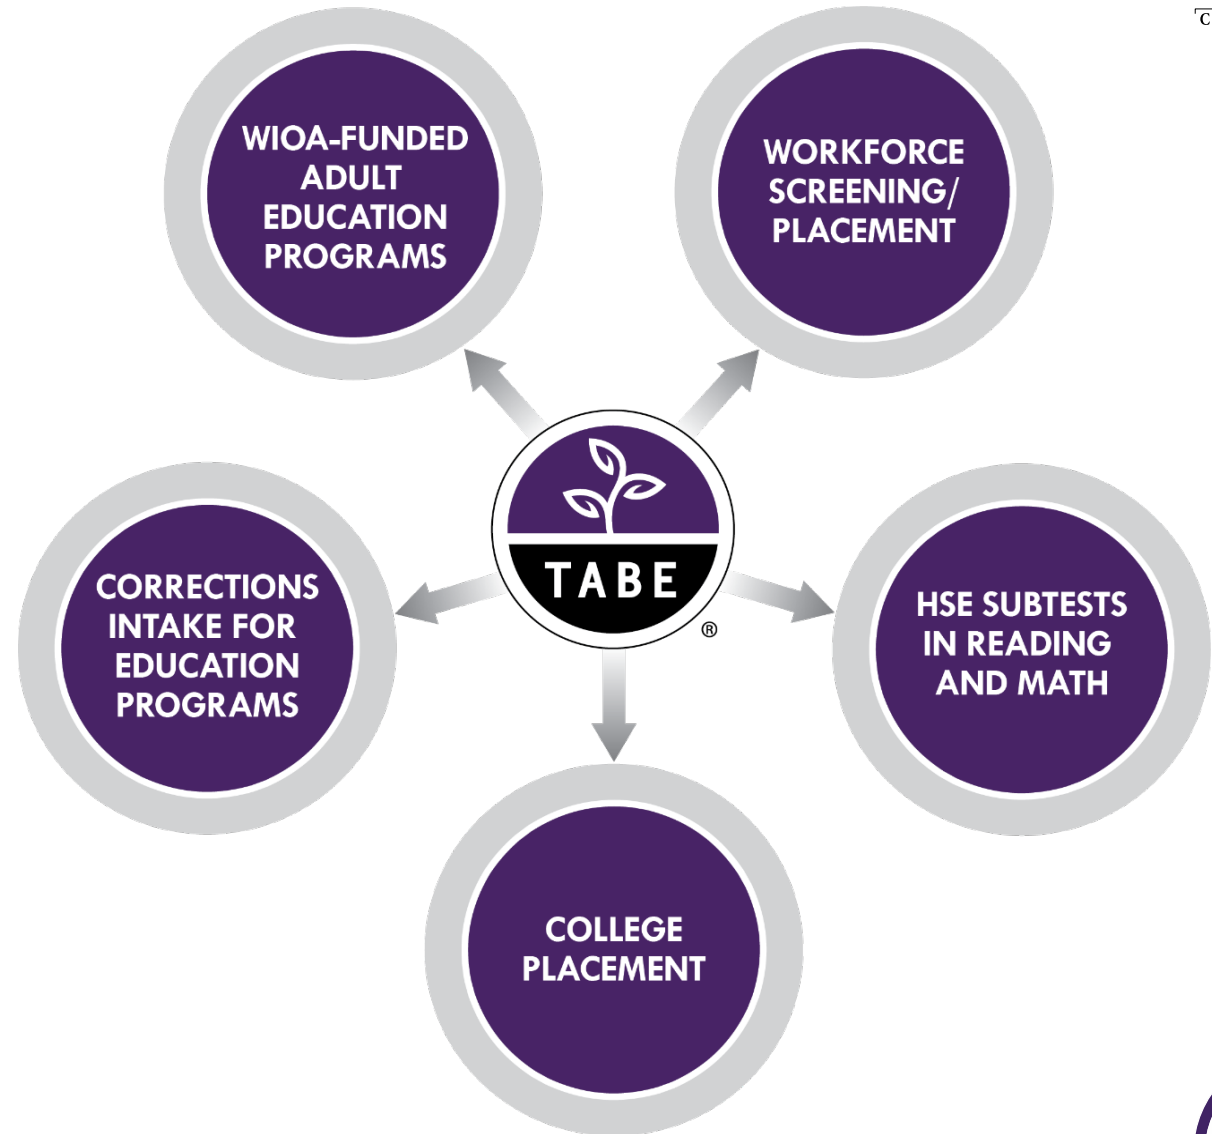 C
WIOA-FUNDED
ADULT
EDUCATION
PROGRAMS
WORKFORCE
SCREENING/
PLACEMENT
TABE
®
CORRECTIONS
INTAKE FOR
EDUCATION
PROGRAMS
HSE SUBTESTS
IN READING
AND MATH
COLLEGE
PLACEMENT